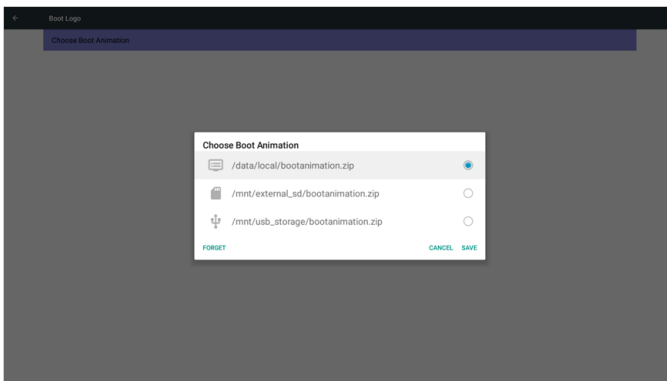 Boot Logo
Choose Boot Animation
Choose Boot Animation
/data/local/bootanimation.zip
/mnt/external_sd/bootanimation.zip
/mnt/usb_storage/bootanimation.zip
FORGET CANCEL SAVE